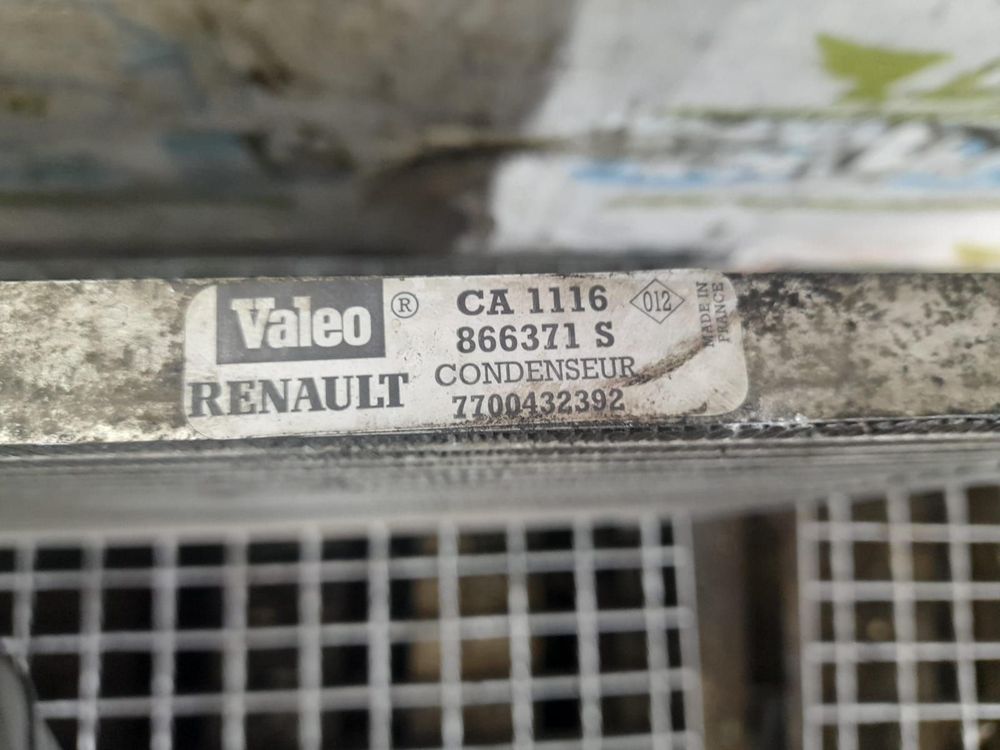 Valeo ® CA 1116 012
866371 S
RENAULT CONDENSEUR
7700432392
MADE IN
FRANCE